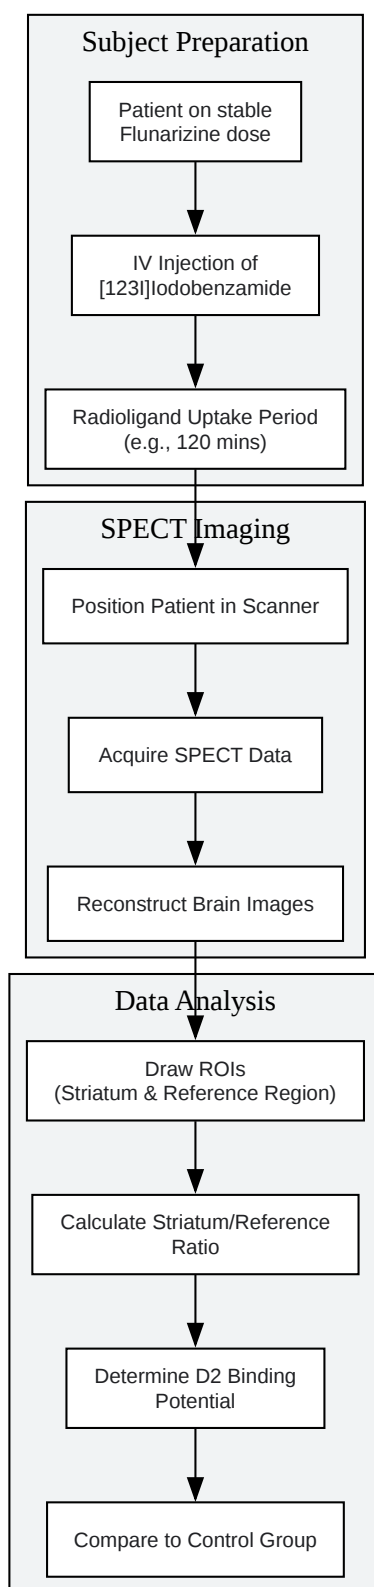 Subject Preparation
Patient on stable
Flunarizine dose
IV Injection of
[123I]Iodobenzamide
Radioligand Uptake Period
(e.g., 120 mins)
SPECT Imaging
Position Patient in Scanner
Acquire SPECT Data
Reconstruct Brain Images
Data Analysis
Draw ROIs
(Striatum & Reference Region)
Calculate Striatum/Reference
Ratio
Determine D2 Binding
Potential
Compare to Control Group